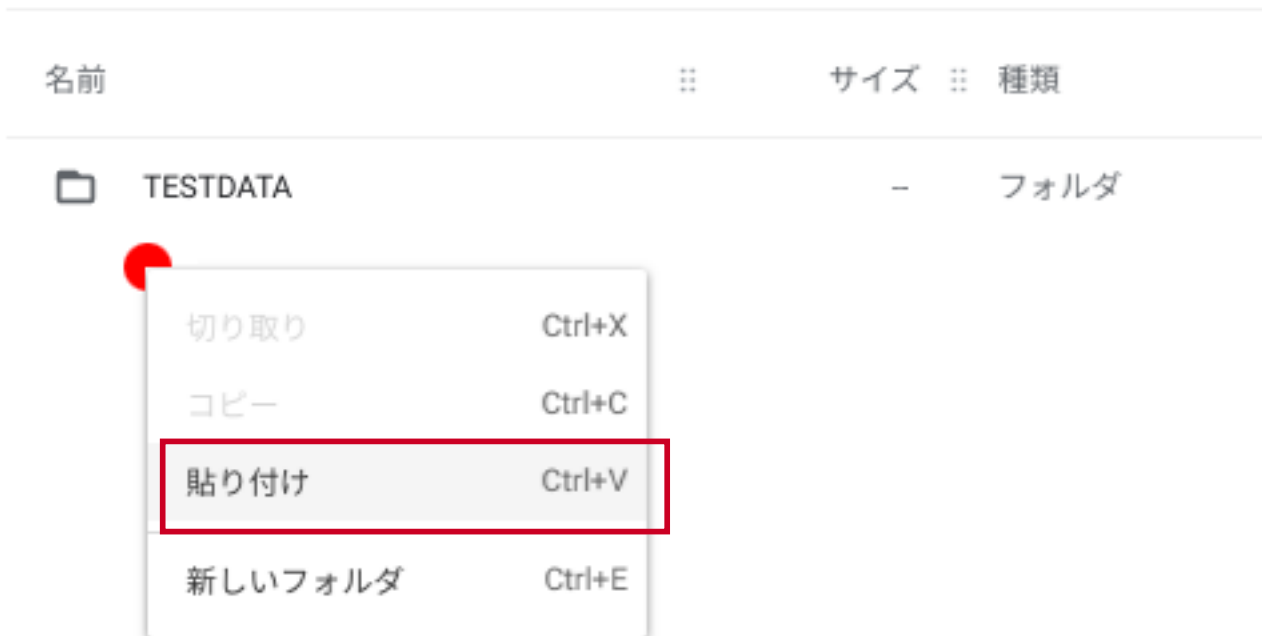 名前 サイズ 種類
TESTDATA -- フォルダ
切り取り Ctrl+X
コピー Ctrl+C
貼り付け Ctrl+V
新しいフォルダ Ctrl+E